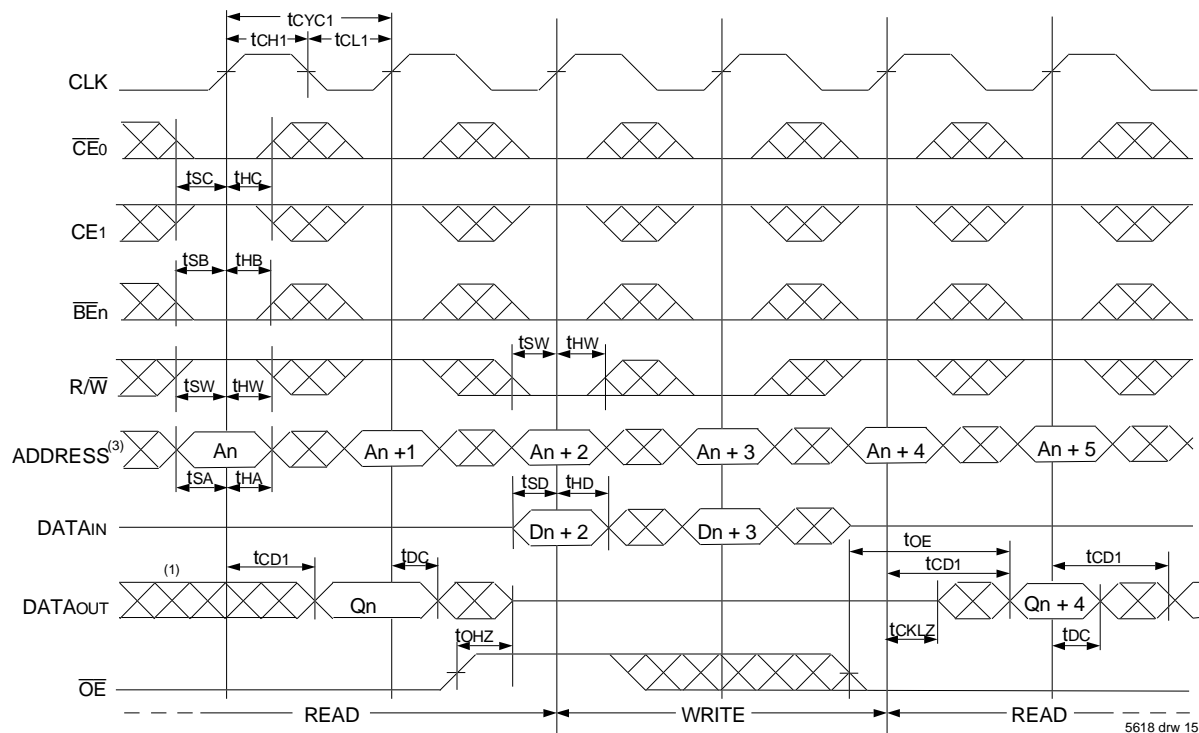 tCYC1
tCH1 tCL1
CLK
CE0
tSC tHC
CE1
tSB tHB
BEn
tSW tHW
R/W
tSW tHW
ADDRESS(3) An An +1 An + 2 An + 3 An + 4 An + 5
tSA tHA
tSD tHD
DATAIN Dn + 2 Dn + 3
tOE
(1) tCD1 tDC tCD1 tCD1
DATAOUT Qn Qn + 4
tOHZ tCKLZ tDC
OE
READ WRITE READ
5618 drw 15